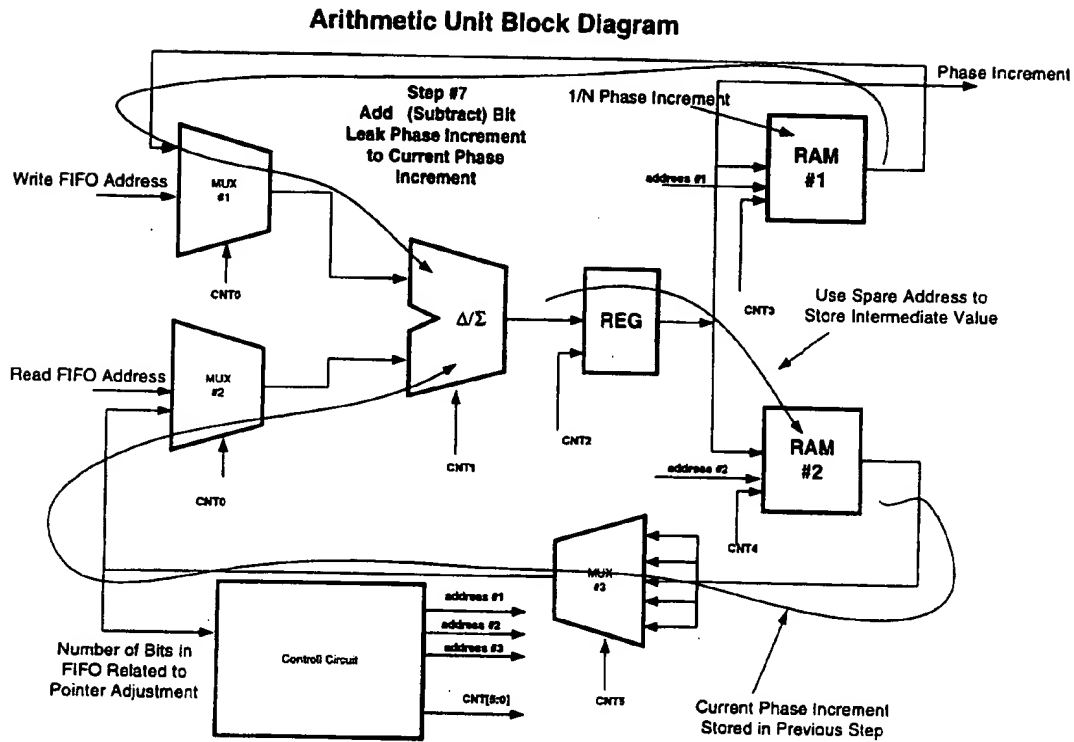 Arithmetic Unit Block Diagram
Phase Increment
Step #7
Add (Subtract) Bit
Leak Phase Increment
to Current Phase
Increment
1/N Phase Increment
RAM
#1
address #1
CNT3
Write FIFO Address
MUX
#1
CNT0
Δ/Σ
CNT1
REG
CNT2
Use Spare Address to
Store Intermediate Value
Read FIFO Address
MUX
#2
CNT0
RAM
#2
address #2
CNT4
MUX
#3
CNT5
Number of Bits in
FIFO Related to
Pointer Adjustment
Controll Circuit
address #1
address #2
address #3
CNT[5:0]
Current Phase Increment
Stored in Previous Step